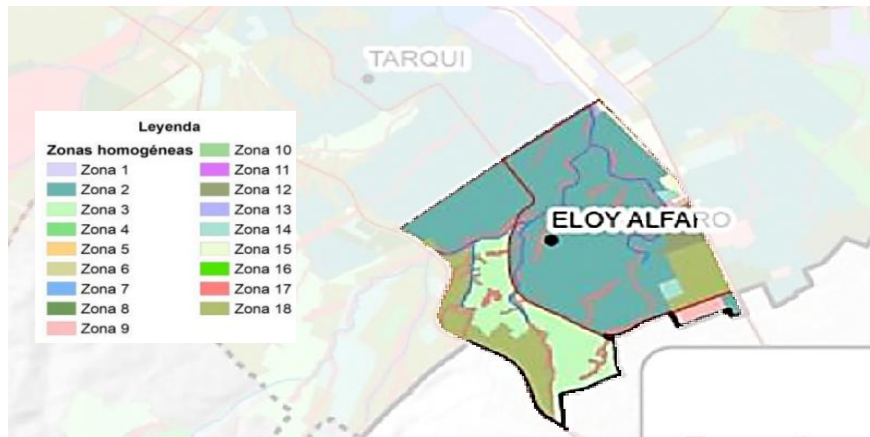 TARQUI
Leyenda
Zonas homogéneas
Zona 1
Zona 2
Zona 3
Zona 4
Zona 5
Zona 6
Zona 7
Zona 8
Zona 9
Zona 10
Zona 11
Zona 12
Zona 13
Zona 14
Zona 15
Zona 16
Zona 17
Zona 18
ELOY ALFARO